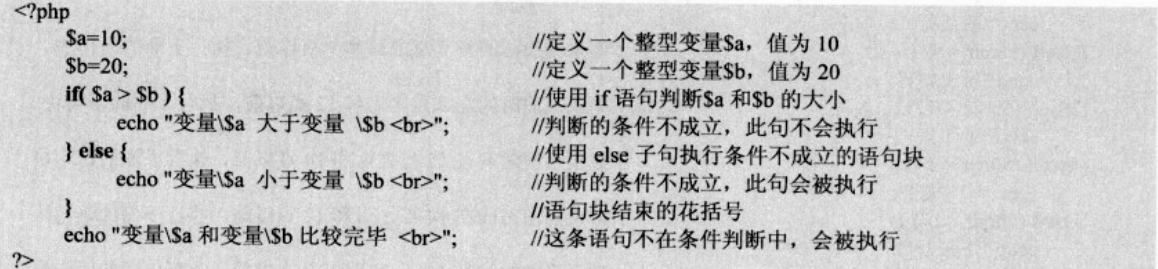 <?php
$a=10; //定义一个整型变量$a，值为 10
$b=20; //定义一个整型变量$b，值为 20
if( $a > $b ) { //使用 if 语句判断$a 和$b 的大小
echo "变量\$a 大于变量 \$b <br>"; //判断的条件不成立，此句不会执行
} else { //使用 else 子句执行条件不成立的语句块
echo "变量\$a 小于变量 \$b <br>"; //判断的条件不成立，此句会被执行
} //语句块结束的花括号
echo "变量\$a 和变量\$b 比较完毕 <br>"; //这条语句不在条件判断中，会被执行
?>